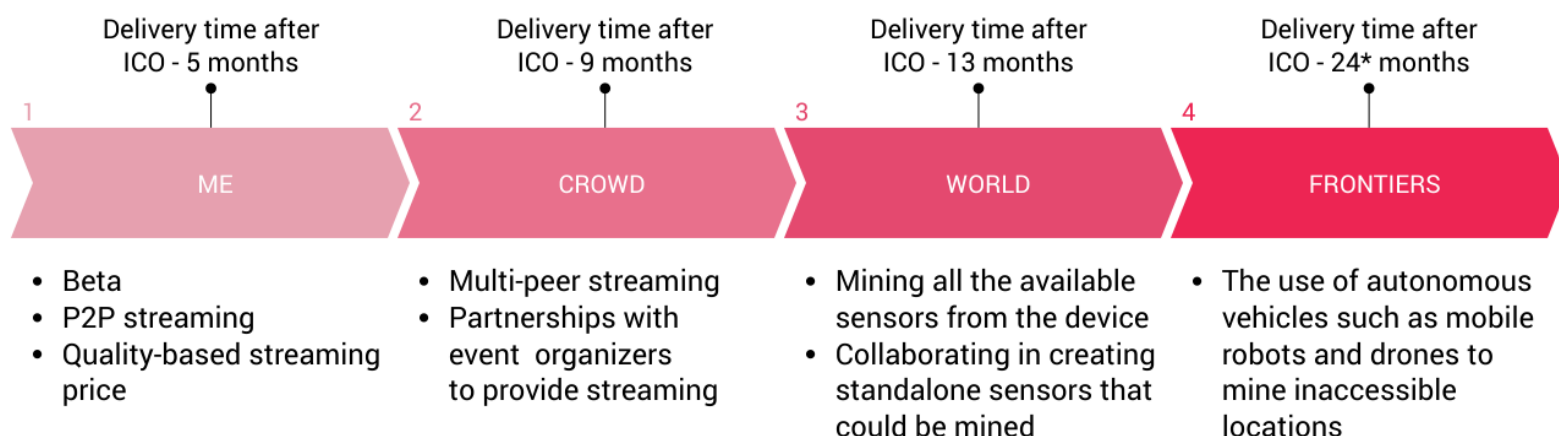 Delivery time after
ICO - 5 months
Delivery time after
ICO - 9 months
Delivery time after
ICO - 13 months
Delivery time after
ICO - 24* months
1
2
3
4
ME
CROWD
WORLD
FRONTIERS
• Beta
• P2P streaming
• Quality-based streaming
price
• Multi-peer streaming
• Partnerships with
event organizers
to provide streaming
• Mining all the available
sensors from the device
• Collaborating in creating
standalone sensors that
could be mined
• The use of autonomous
vehicles such as mobile
robots and drones to
mine inaccessible
locations